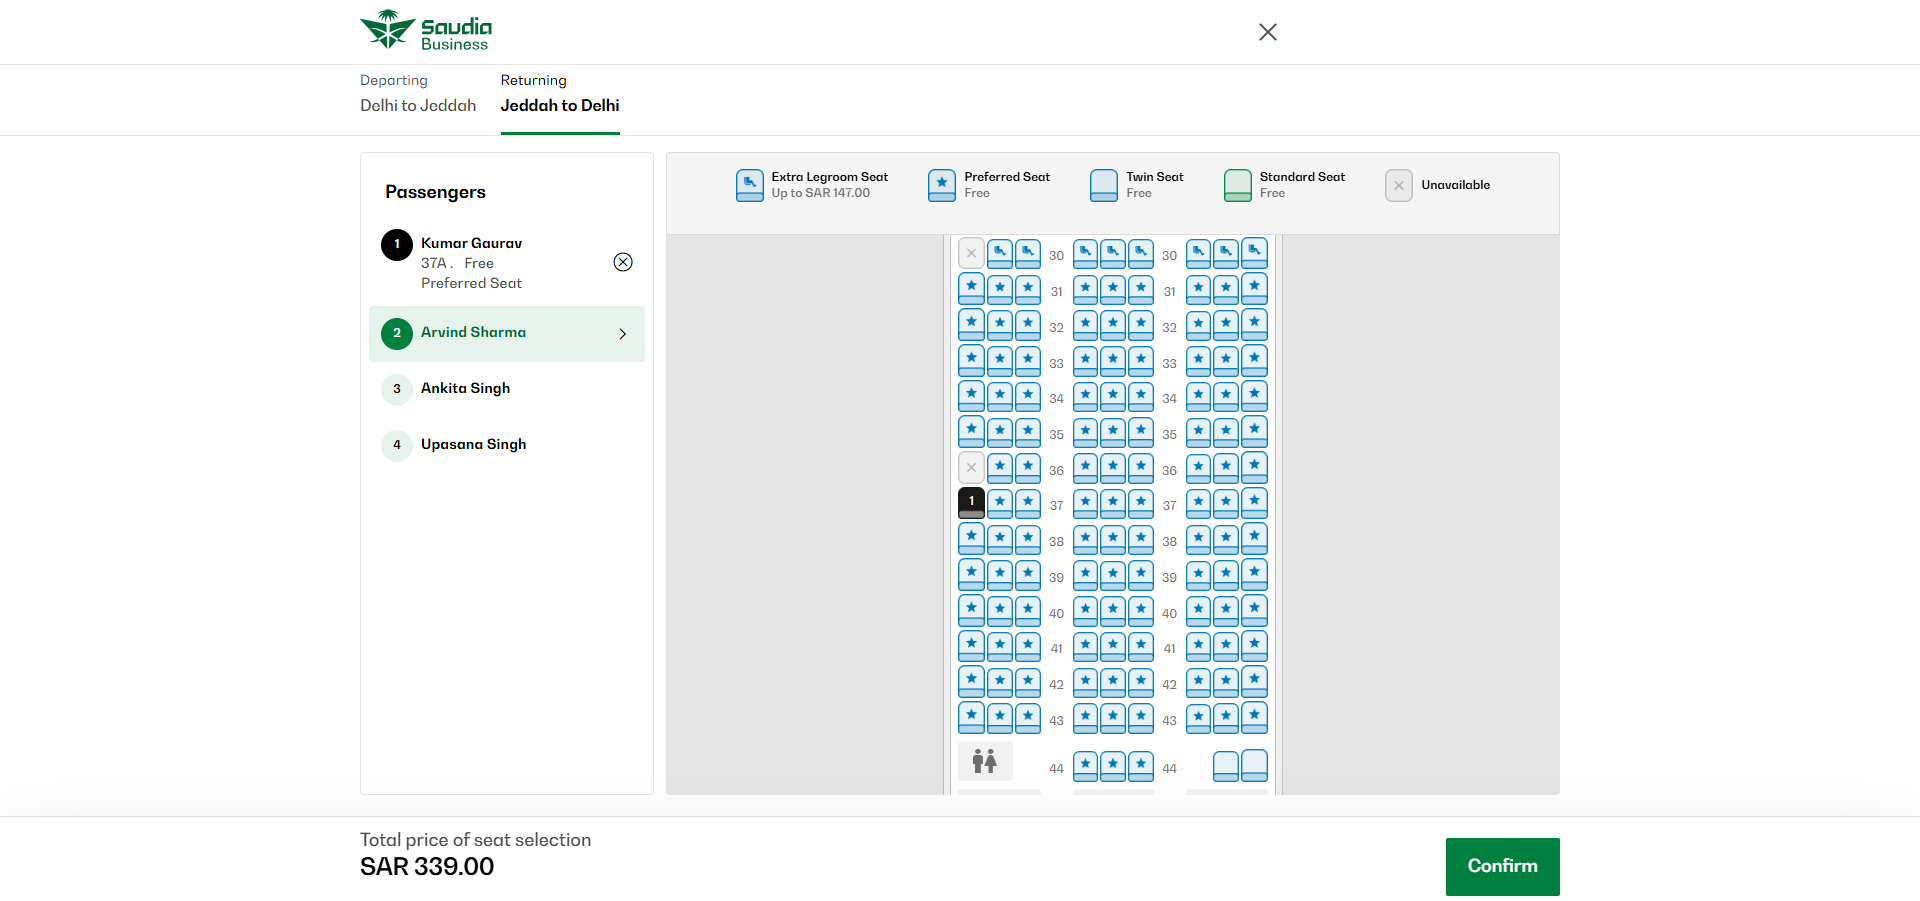 Saudia
Business
Departing
Delhi to Jeddah
Returning
Jeddah to Delhi
Passengers
1
Kumar Gaurav
37A . Free
Preferred Seat
2
Arvind Sharma
3
Ankita Singh
4
Upasana Singh
Extra Legroom Seat
Up to SAR 147.00
Preferred Seat
Free
Twin Seat
Free
Standard Seat
Free
Unavailable
30 30
31 31
32 32
33 33
34 34
35 35
36 36
1 37 37
38 38
39 39
40 40
41 41
42 42
43 43
44 44
Total price of seat selection
SAR 339.00
Confirm